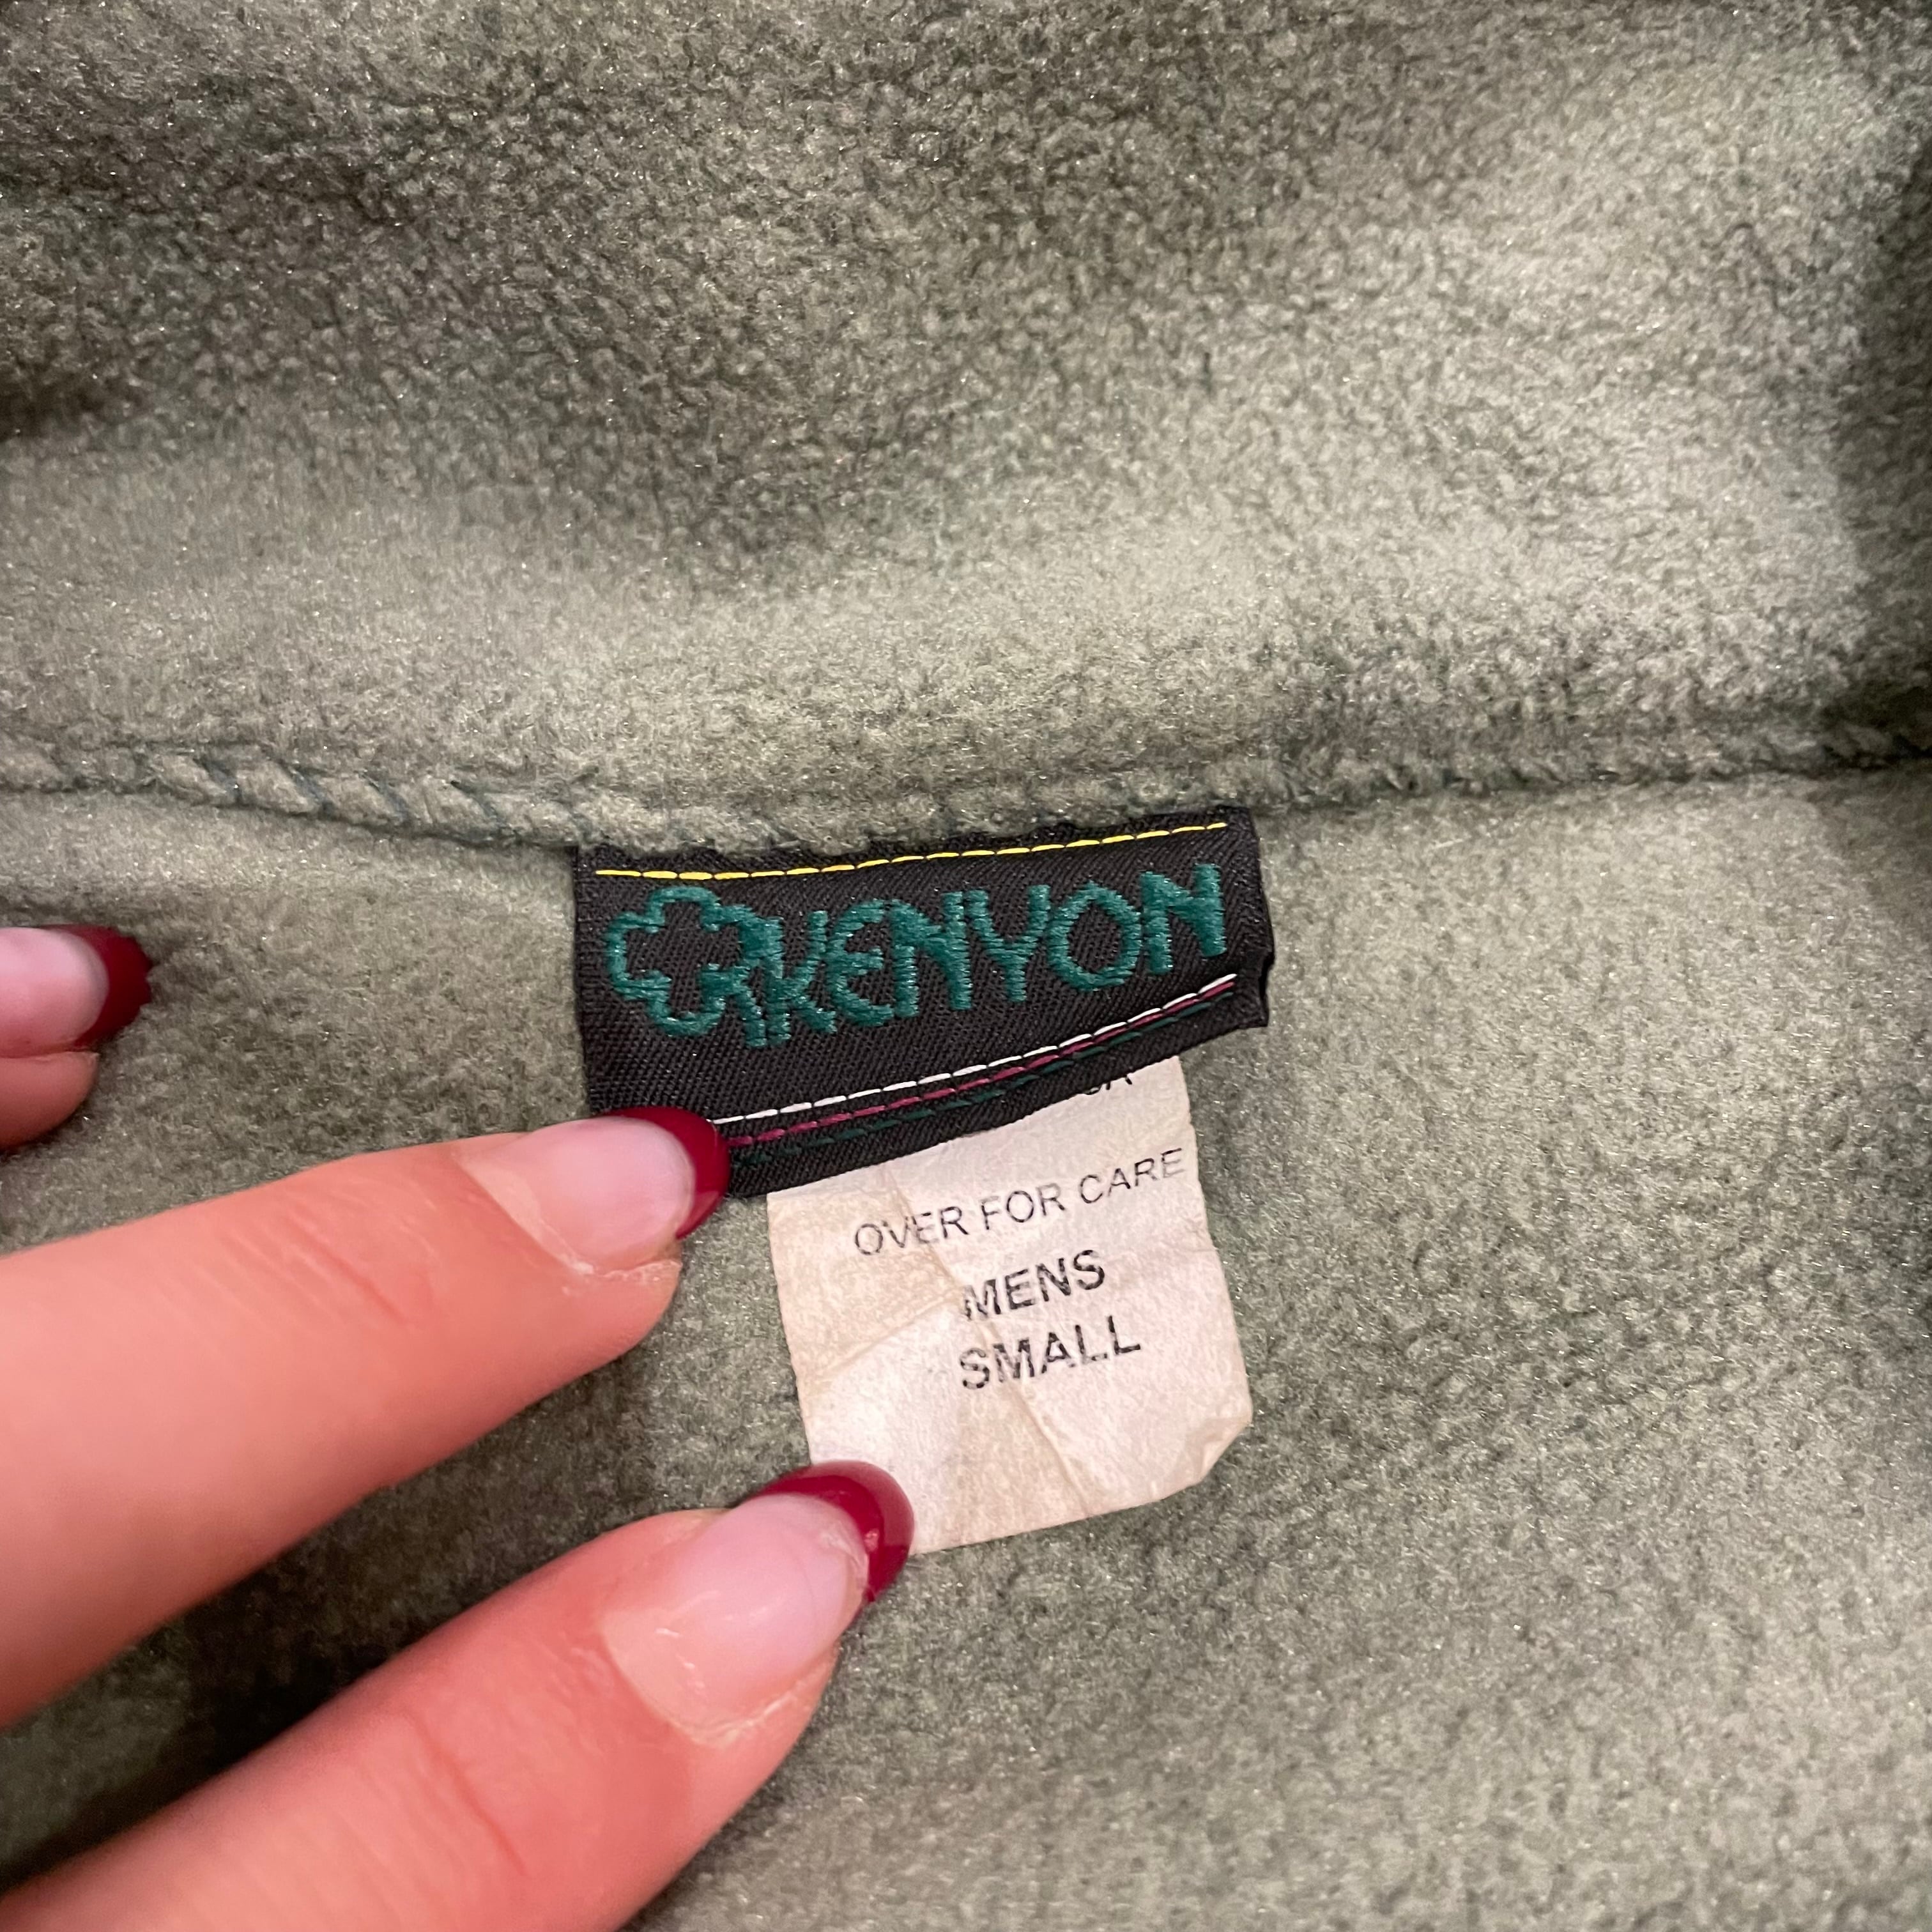 KENYON
OVER FOR CARE
MENS
SMALL